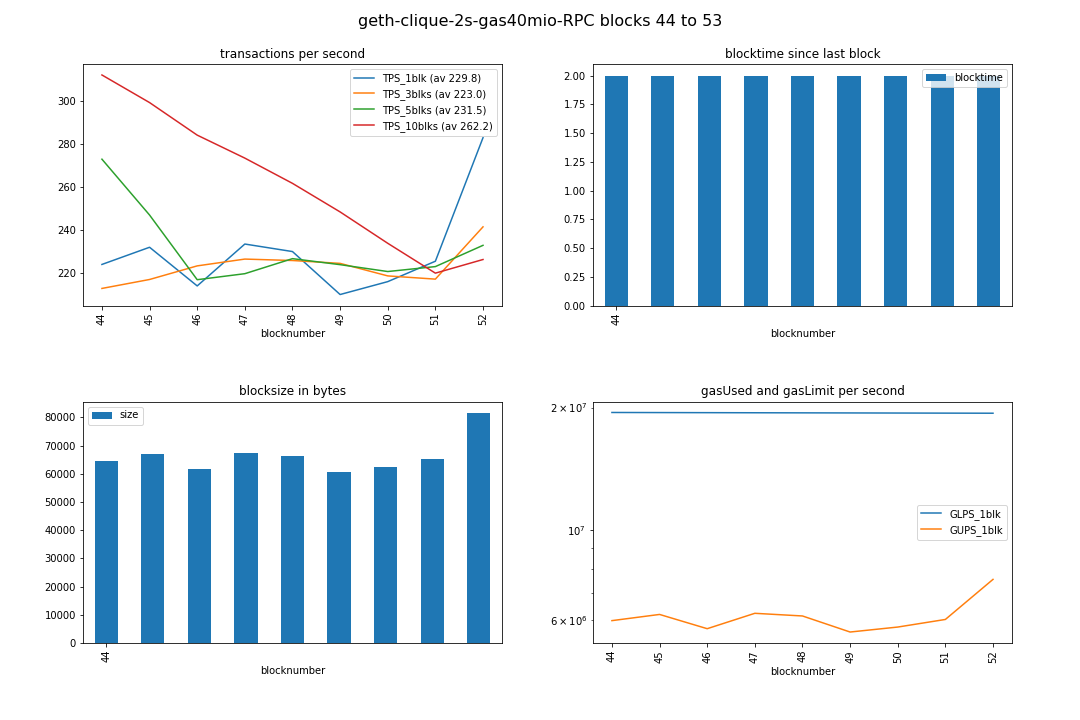 geth-clique-2s-gas40mio-RPC blocks 44 to 53
transactions per second
TPS_1blk (av 229.8)
TPS_3blks (av 223.0)
TPS_5blks (av 231.5)
TPS_10blks (av 262.2)
300
280
260
240
220
44 45 46 47 48 49 50 51 52
blocknumber
blocktime since last block
blocktime
2.00
1.75
1.50
1.25
1.00
0.75
0.50
0.25
0.00
44
blocknumber
blocksize in bytes
size
80000
70000
60000
50000
40000
30000
20000
10000
0
44
blocknumber
gasUsed and gasLimit per second
2 × 10⁷
10⁷
6 × 10⁶
GLPS_1blk
GUPS_1blk
44 45 46 47 48 49 50 51 52
blocknumber